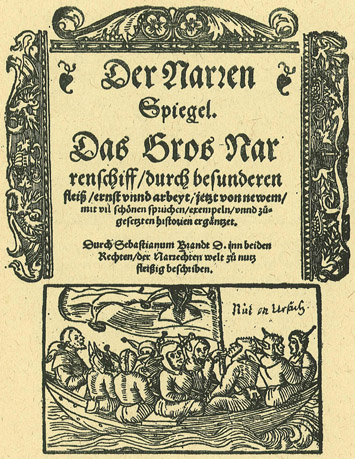 Der Narren
Spiegel.
Das Gros Nar
renschiff/durch besunderen
fleiß/ernst vnnd arbeyt/jetzt von newem/
mit vil schönen sprüchen/exempeln/vnnd zů-
gesetzten historien ergäntzet.
Durch Sebastianum Brandt D. inn beiden
Rechten/der Narrechten welt zů nutz
fleißig beschriben.
Nüt on Ursach